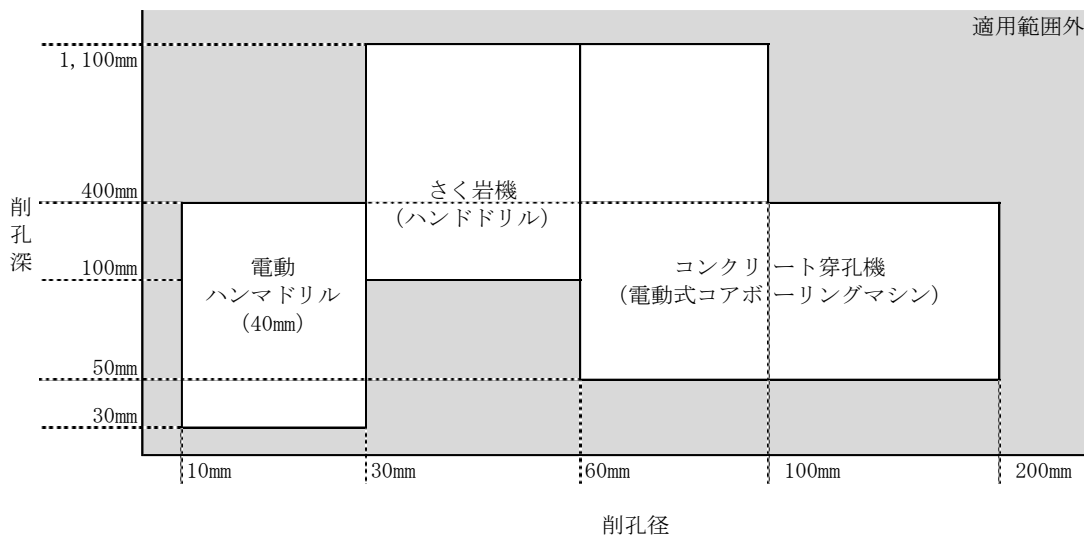 適用範囲外
1,100mm
400mm
100mm
50mm
30mm
削
孔
深
さく岩機
(ハンドドリル)
電動
ハンマドリル
(40mm)
コンクリート穿孔機
(電動式コアボーリングマシン)
10mm
30mm
60mm
100mm
200mm
削孔径